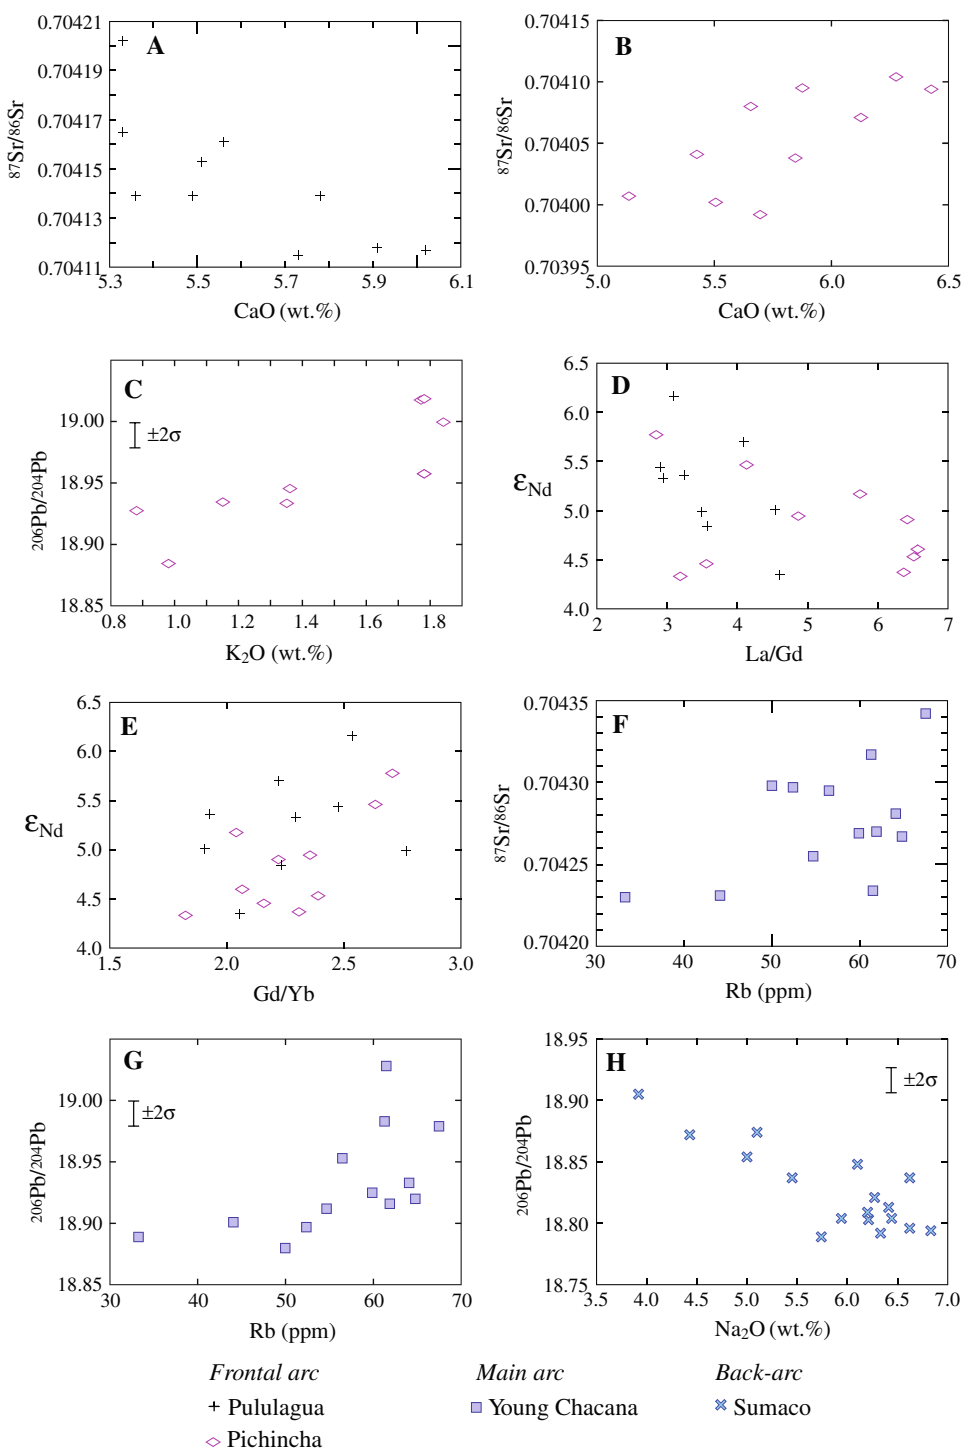 A
0.70421
0.70419
0.70417
0.70415
0.70413
0.70411
87Sr/86Sr
5.3 5.5 5.7 5.9 6.1
CaO (wt.%)
B
0.70415
0.70410
0.70405
0.70400
0.70395
87Sr/86Sr
5.0 5.5 6.0 6.5
CaO (wt.%)
C
±2σ
19.00
18.95
18.90
18.85
206Pb/204Pb
0.8 1.0 1.2 1.4 1.6 1.8
K2O (wt.%)
D
6.5
6.0
5.5
5.0
4.5
4.0
εNd
2 3 4 5 6 7
La/Gd
E
6.5
6.0
5.5
5.0
4.5
4.0
εNd
1.5 2.0 2.5 3.0
Gd/Yb
F
0.70435
0.70430
0.70425
0.70420
87Sr/86Sr
30 40 50 60 70
Rb (ppm)
G
±2σ
19.00
18.95
18.90
18.85
206Pb/204Pb
30 40 50 60 70
Rb (ppm)
H
±2σ
18.95
18.90
18.85
18.80
18.75
206Pb/204Pb
3.5 4.0 4.5 5.0 5.5 6.0 6.5 7.0
Na2O (wt.%)
Frontal arc
Pululagua
Pichincha
Main arc
Young Chacana
Back-arc
Sumaco